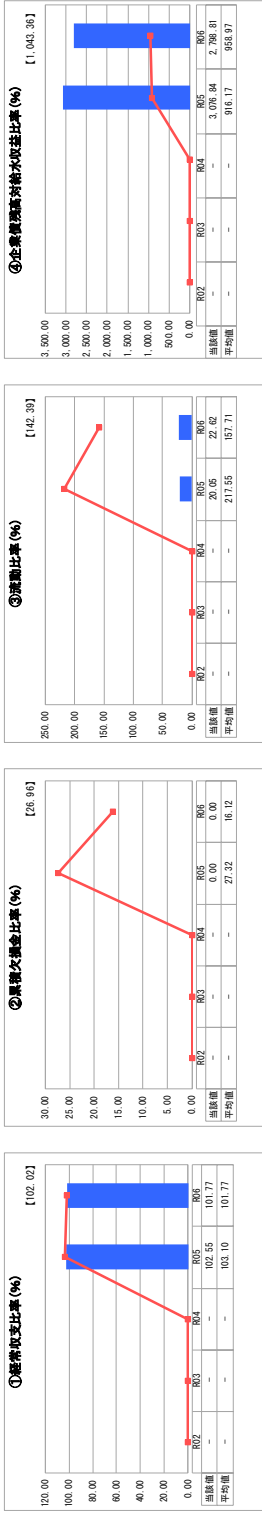 ①経常収支比率(%)
【102.02】
120.00
100.00
80.00
60.00
40.00
20.00
0.00
R02 R03 R04 R05 R06
当該値 - - - 102.55 101.77
平均値 - - - 103.10 101.77
②累積欠損金比率(%)
【26.96】
30.00
25.00
20.00
15.00
10.00
5.00
0.00
R02 R03 R04 R05 R06
当該値 - - - 0.00 0.00
平均値 - - - 27.32 16.12
③流動比率(%)
【142.39】
250.00
200.00
150.00
100.00
50.00
0.00
R02 R03 R04 R05 R06
当該値 - - - 20.05 22.62
平均値 - - - 217.55 157.71
④企業債残高対給水収益比率(%)
【1,043.36】
3,500.00
3,000.00
2,500.00
2,000.00
1,500.00
1,000.00
500.00
0.00
R02 R03 R04 R05 R06
当該値 - - - 3,076.84 2,798.81
平均値 - - - 916.17 958.97